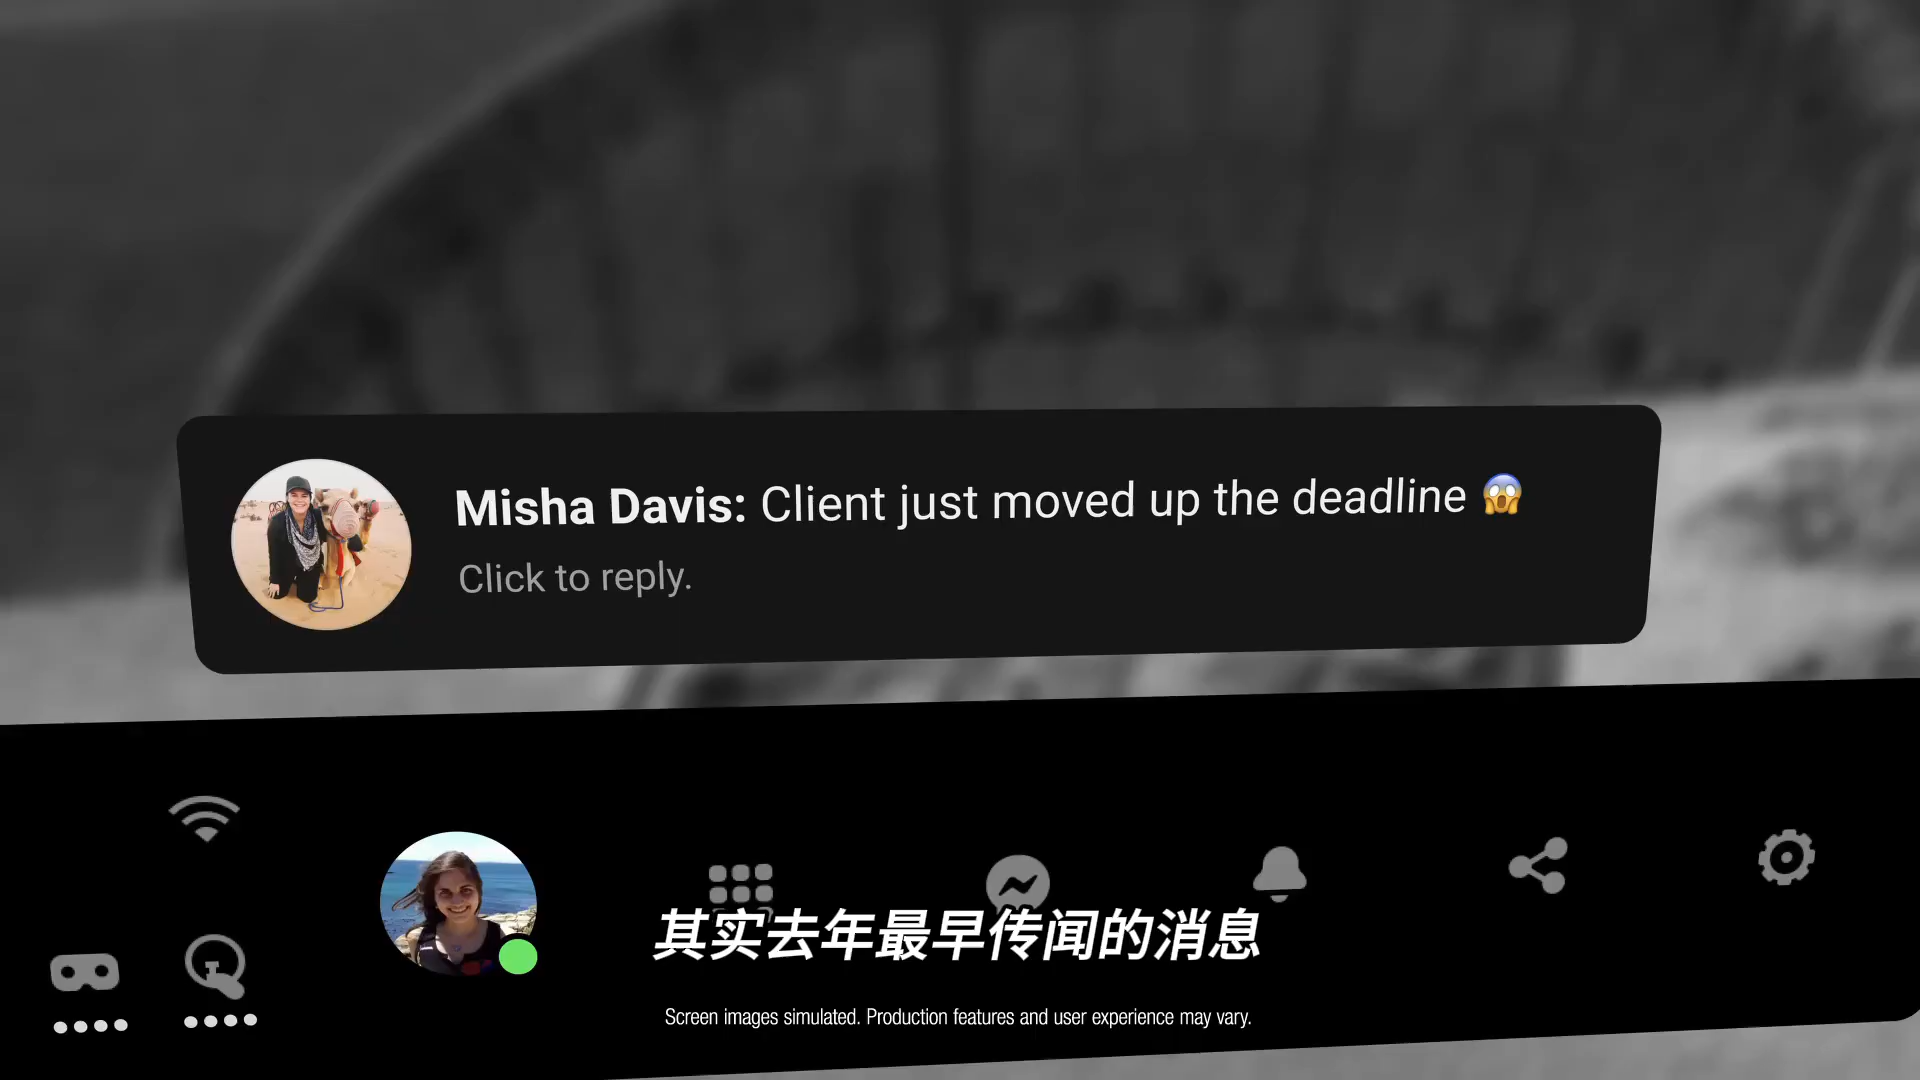 Misha Davis: Client just moved up the deadline 😱
Click to reply.
其实去年最早传闻的消息
Screen images simulated. Production features and user experience may vary.